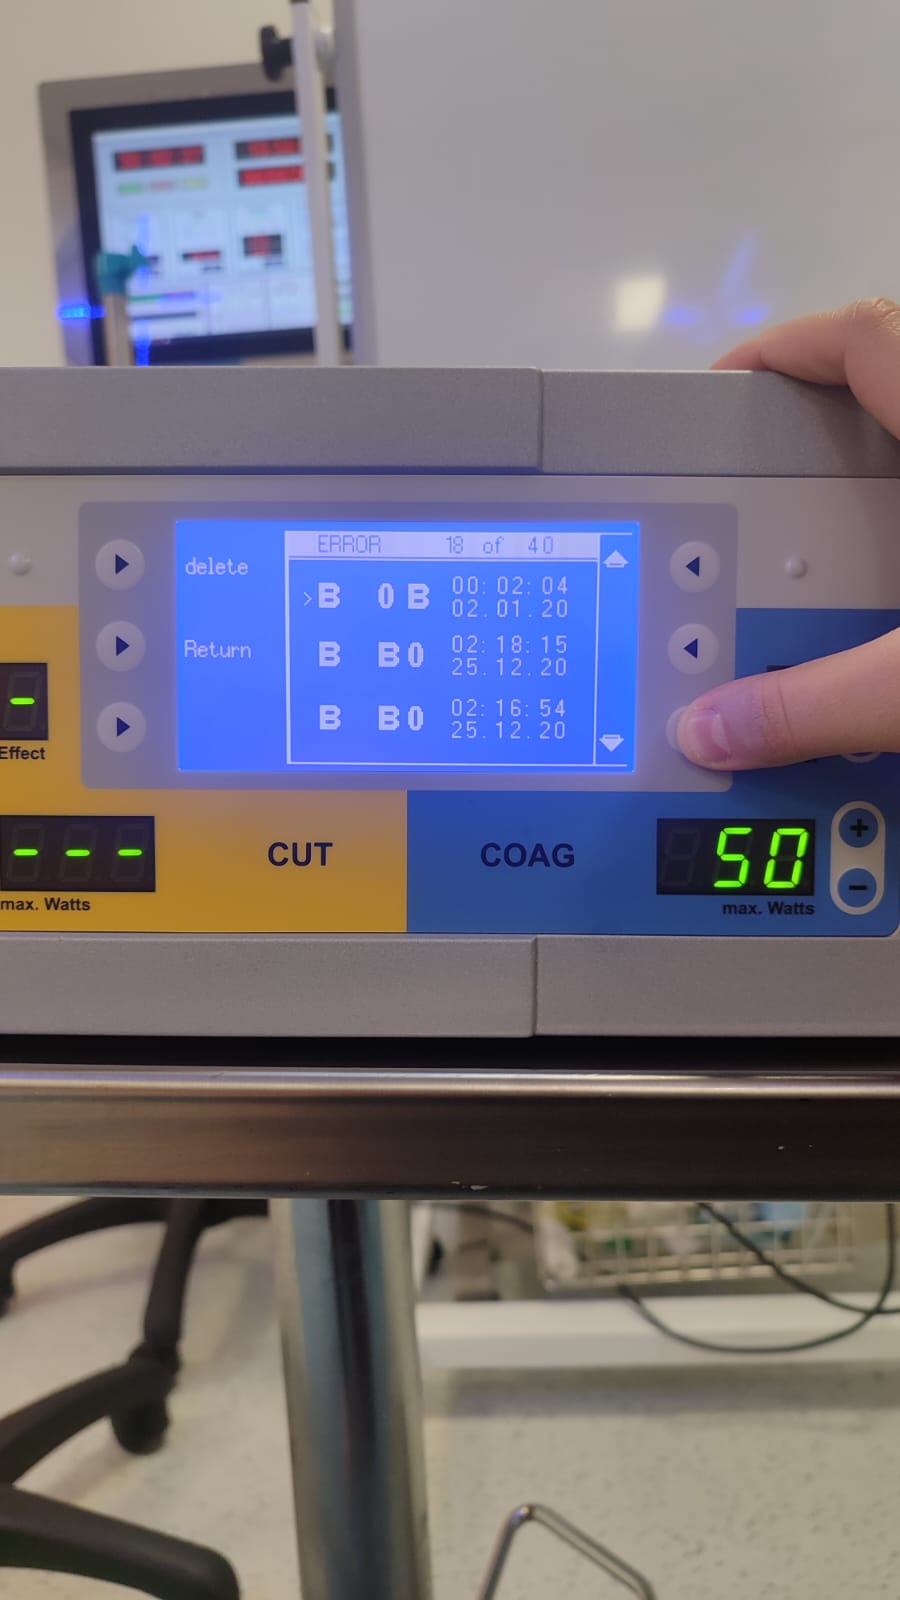 ERROR 18 of 40
delete
>B 0B 00:02:04
02.01.20
Return
B B0 02:18:15
25.12.20
B B0 02:16:54
25.12.20
-
Effect
---
CUT
COAG
50
+
-
max. Watts
max. Watts